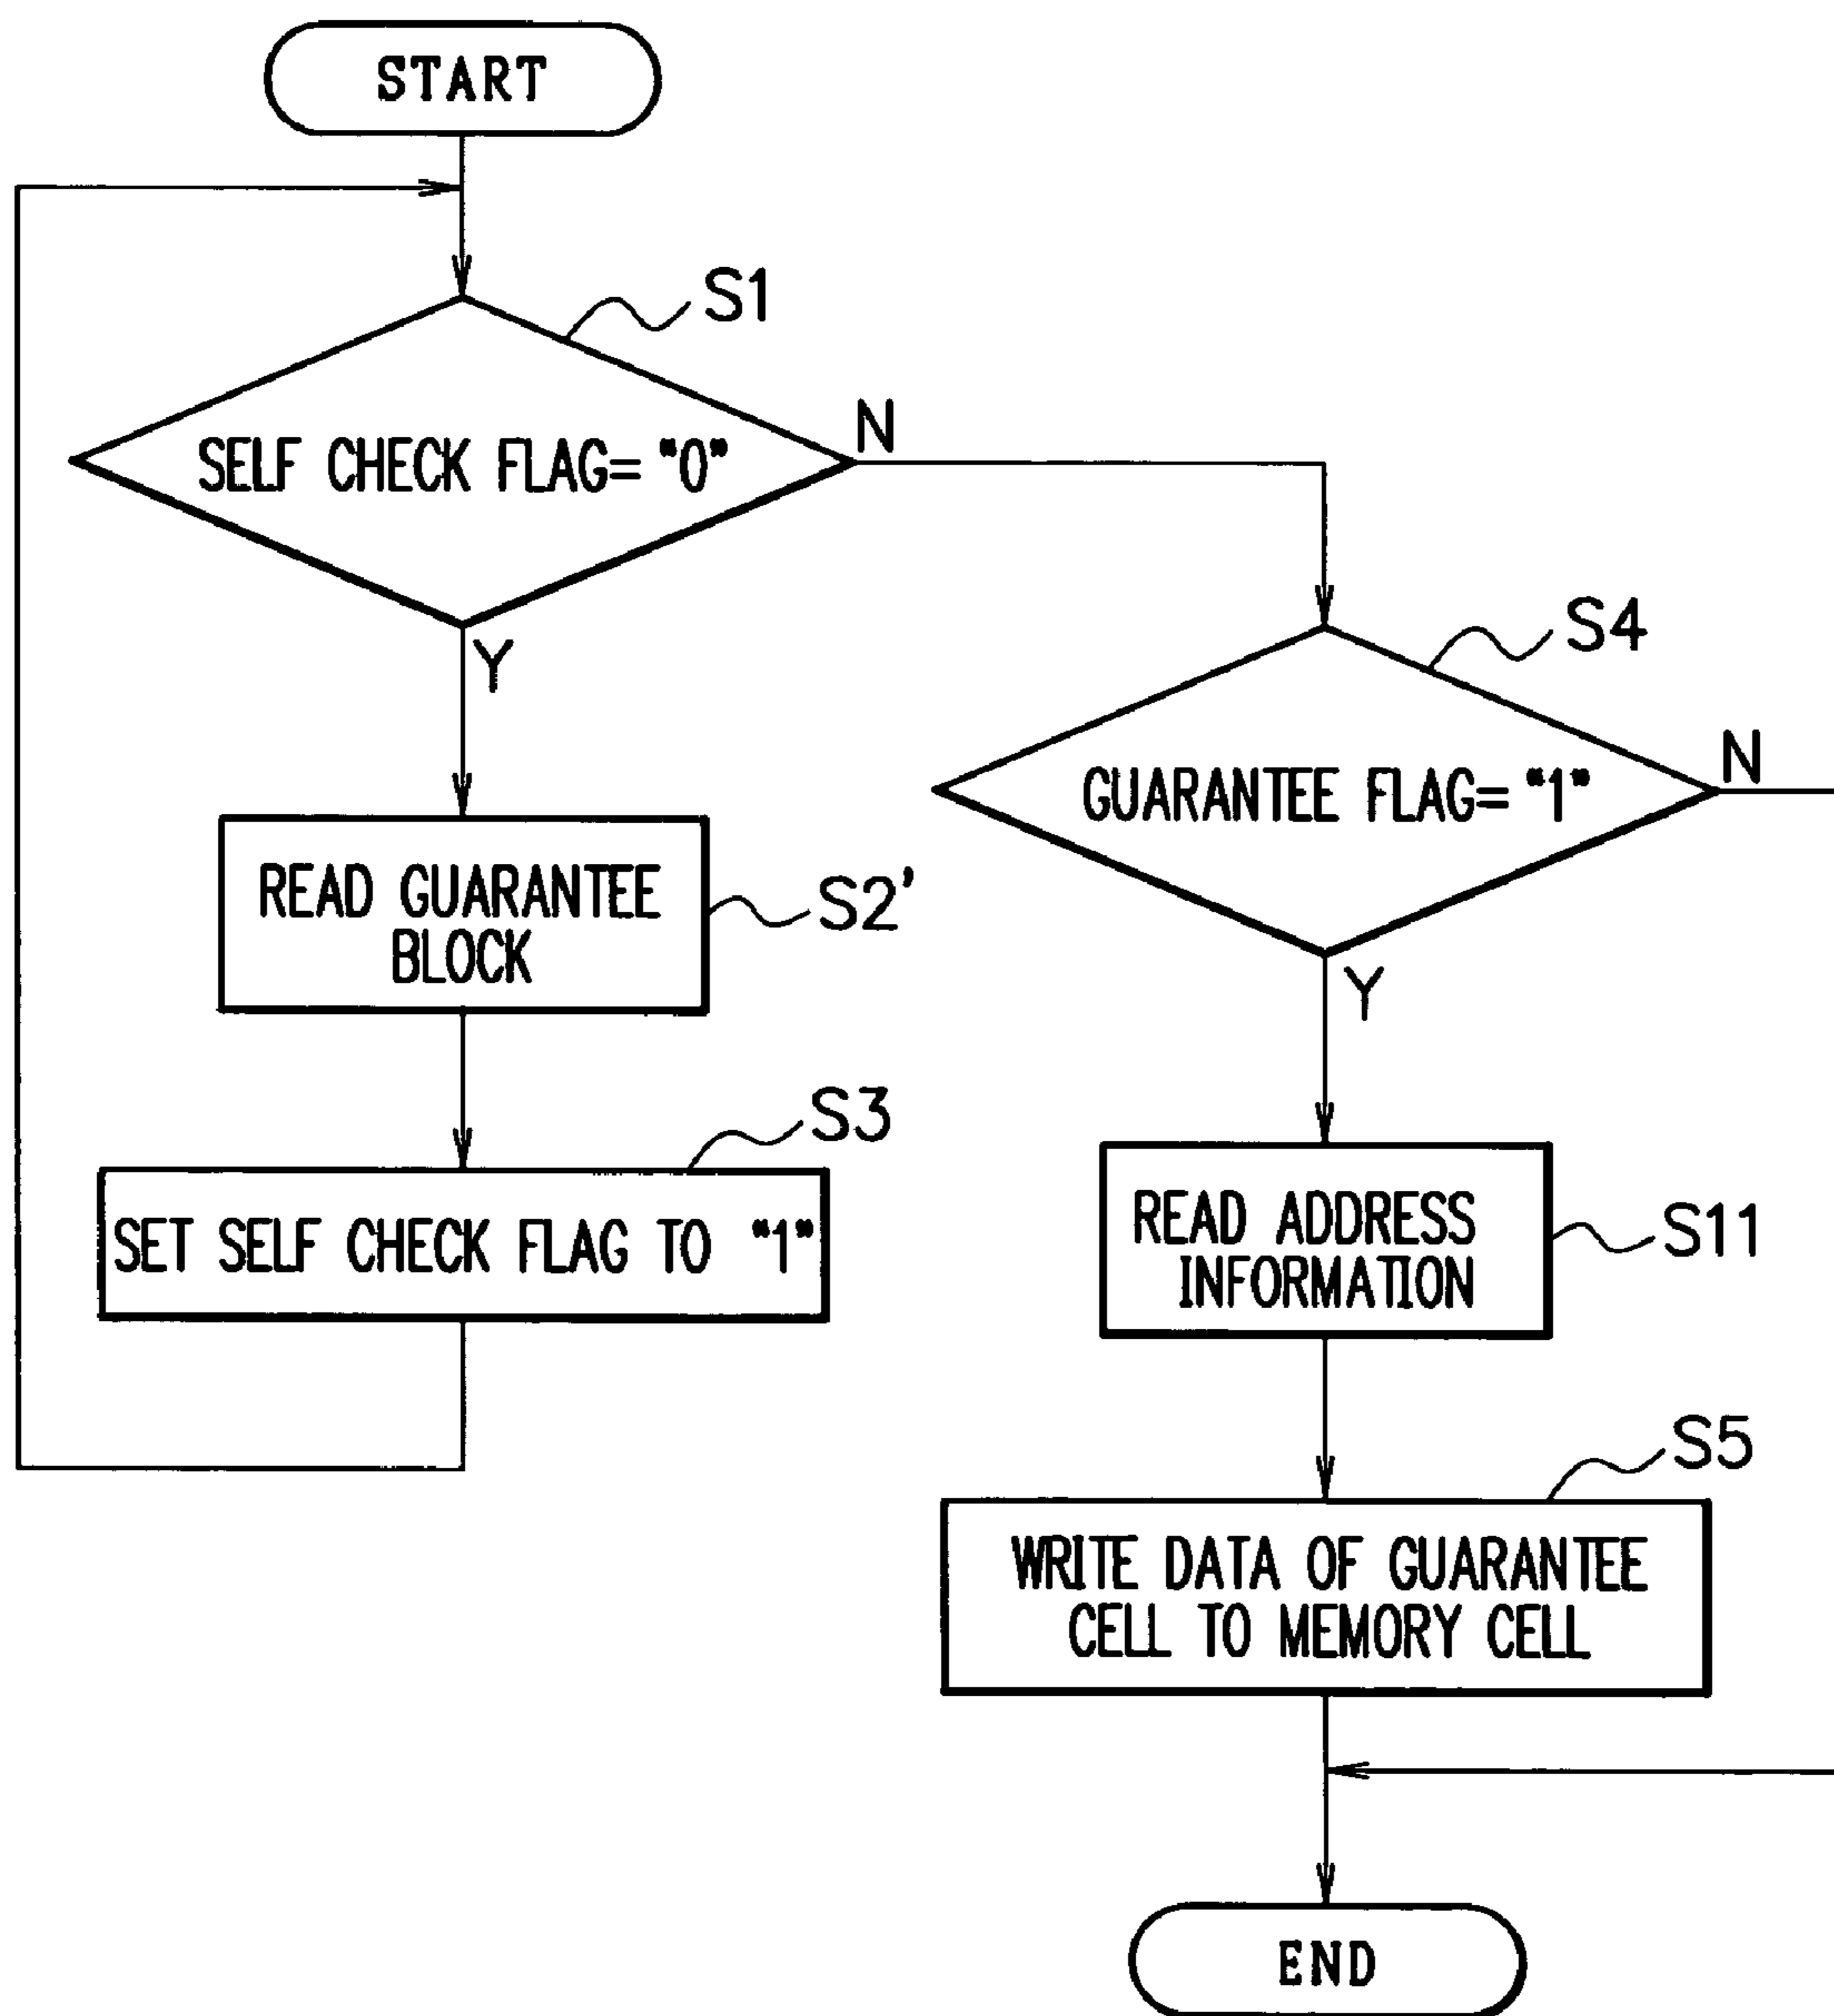 START
S1
SELF CHECK FLAG= "0"
N
Y
S4
GUARANTEE FLAG= "1"
N
Y
READ GUARANTEE
BLOCK
S2'
S3
SET SELF CHECK FLAG TO "1"
READ ADDRESS
INFORMATION
S11
S5
WRITE DATA OF GUARANTEE
CELL TO MEMORY CELL
END